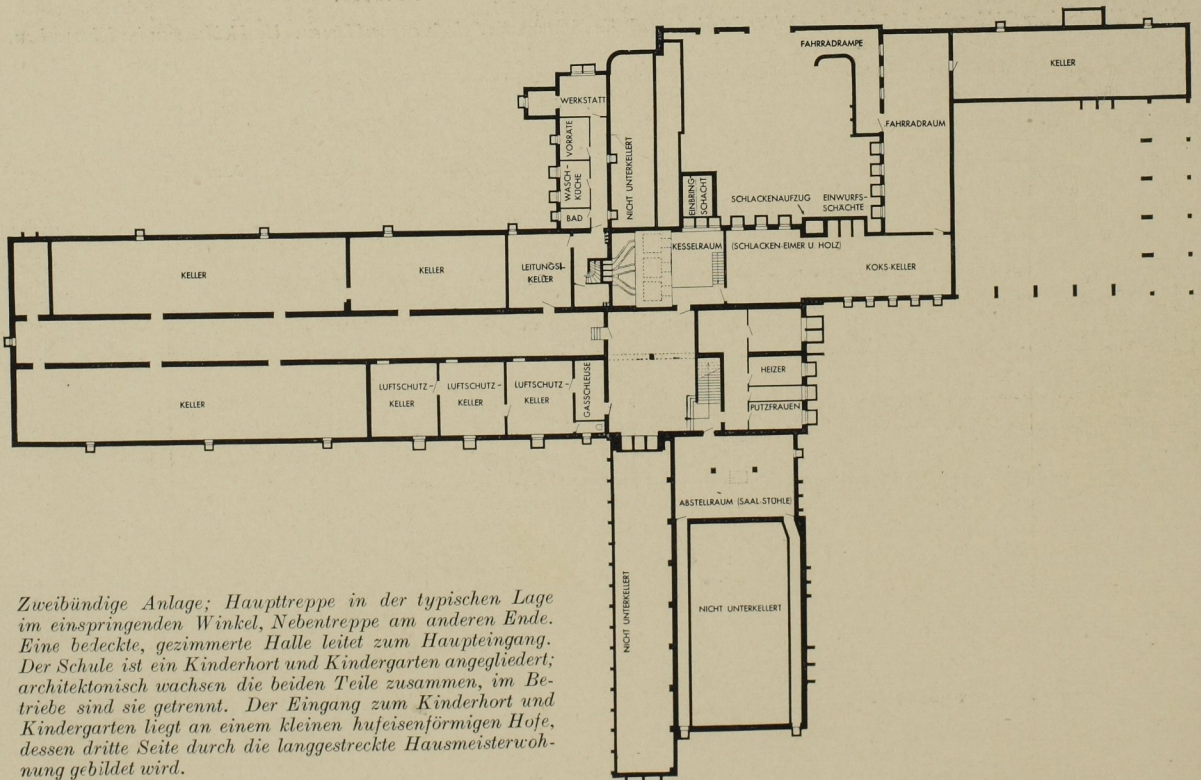 FAHRRADRAMPE
KELLER
WERKSTATT
FAHRRADRAUM
VORRÄTE
NICHT UNTERKELLERT
WASCH-
KÜCHE
EINBRING-
SCHACHT
SCHLACKENAUFZUG
EINWURFS-
SCHÄCHTE
BAD
KELLER
KELLER
LEITUNGS-
KELLER
KESSELRAUM
(SCHLACKEN-EIMER U. HOLZ)
KOKS-KELLER
KELLER
LUFTSCHUTZ-
KELLER
LUFTSCHUTZ-
KELLER
LUFTSCHUTZ-
KELLER
GASSCHLEUSE
HEIZER
PUTZFRAUEN
ABSTELLRAUM (SAAL-STÜHLE)
NICHT UNTERKELLERT
NICHT UNTERKELLERT
Zweibündige Anlage; Haupttreppe in der typischen Lage
im einspringenden Winkel, Nebentreppe am anderen Ende.
Eine bedeckte, gezimmerte Halle leitet zum Haupteingang.
Der Schule ist ein Kinderhort und Kindergarten angegliedert;
architektonisch wachsen die beiden Teile zusammen, im Be-
triebe sind sie getrennt. Der Eingang zum Kinderhort und
Kindergarten liegt an einem kleinen hufeisenförmigen Hofe,
dessen dritte Seite durch die langgestreckte Hausmeisterwoh-
nung gebildet wird.